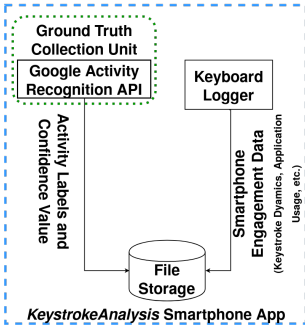 Ground Truth
Collection Unit
Google Activity
Recognition API
Keyboard
Logger
Activity Labels and
Confidence Value
Smartphone
Engagement Data
(Keystroke Dyamics, Application
Usage, etc.)
File
Storage
KeystrokeAnalysis Smartphone App